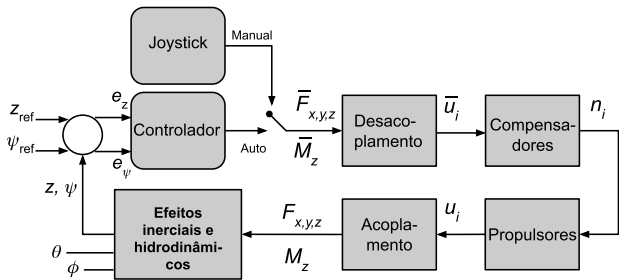 Joystick
Manual
z_ref
ψ_ref
e_z
e_ψ
Controlador
Auto
F̅_x,y,z
M̅_z
Desaco-
plamento
u̅_i
Compensa-
dores
n_i
z, ψ
θ
ϕ
Efeitos
inerciais e
hidrodinâmi-
cos
F_x,y,z
M_z
Acopla-
mento
u_i
Propulsores